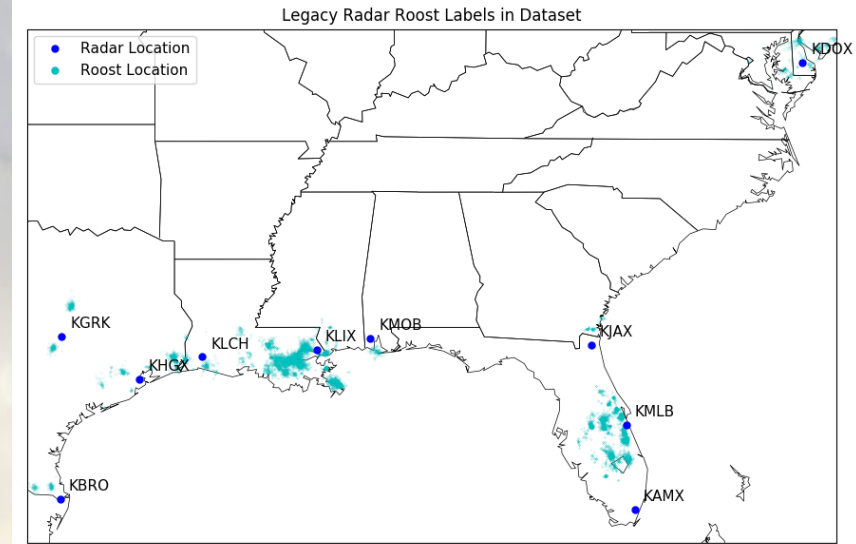 Legacy Radar Roost Labels in Dataset
Radar Location
Roost Location
KDOX
KGRK
KMOB
KJAX
KLIX
KLCH
KHGX
KMLB
KBRO
KAMX